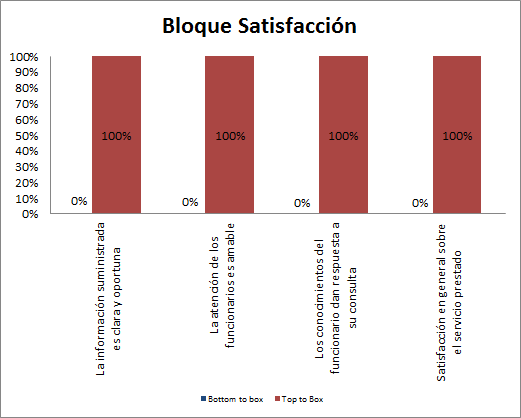 Bloque Satisfacción
100%
90%
80%
70%
60%
50%
40%
30%
20%
10%
0%
0%
100%
0%
100%
0%
100%
0%
100%
La información suministrada
es clara y oportuna
La atención de los
funcionarios es amable
Los conocimientos del
funcionario dan respuesta a
su consulta
Satisfacción en general sobre
el servicio prestado
Bottom to box
Top to Box